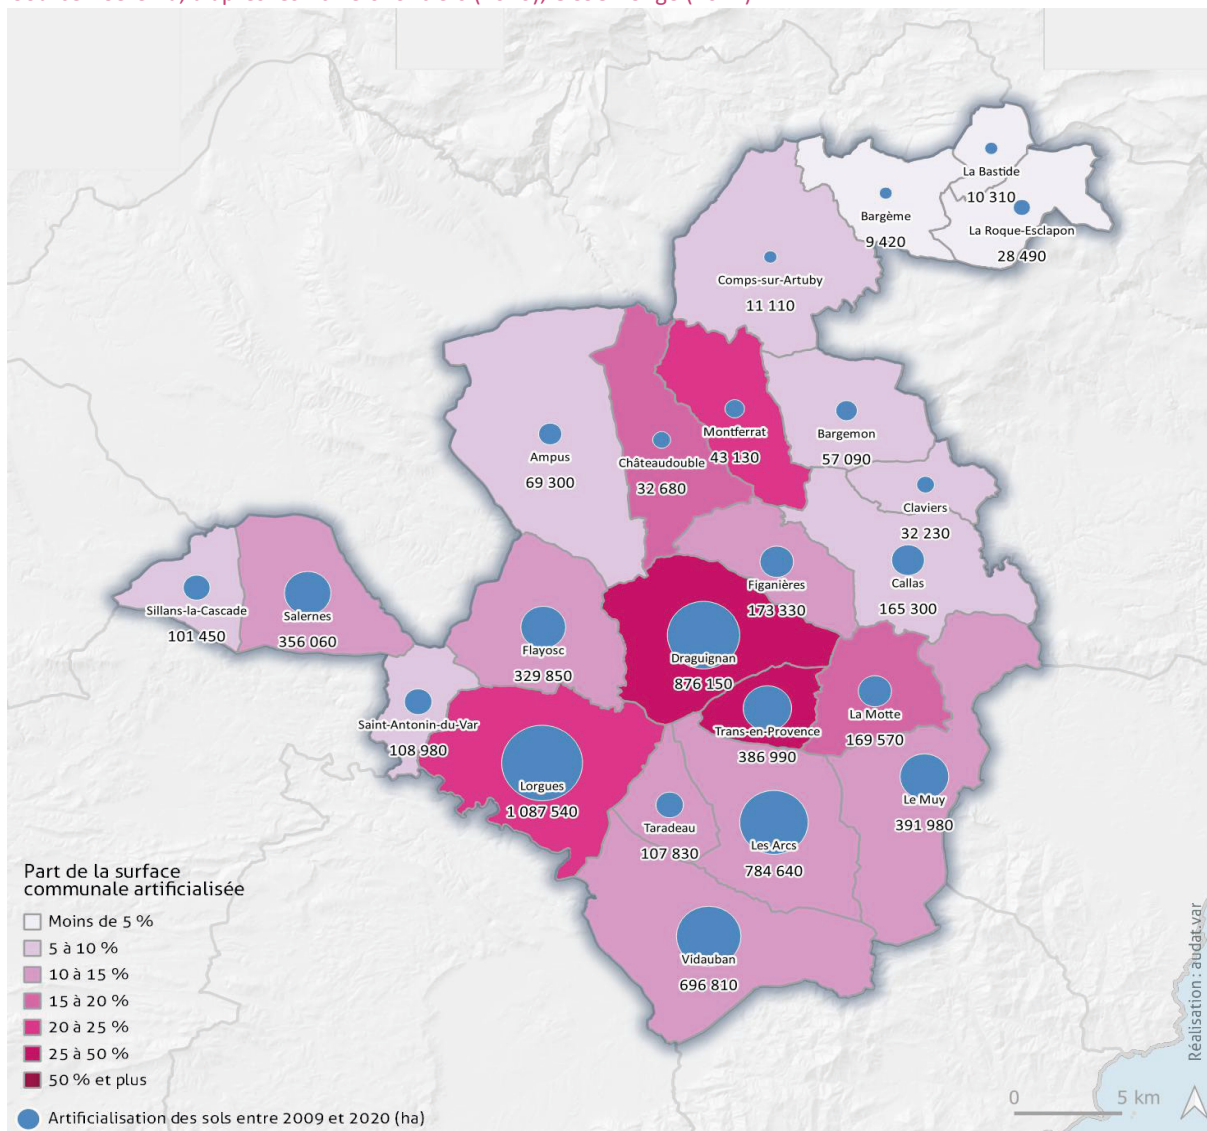 La Bastide
10 310
Bargème
9 420
La Roque-Esclapon
28 490
Comps-sur-Artuby
11 110
Montferrat
43 130
Bargemon
57 090
Ampus
69 300
Châteaudouble
32 680
Claviers
32 230
Callas
165 300
Figanières
173 330
Sillans-la-Cascade
101 450
Salernes
356 060
Flayosc
329 850
Draguignan
876 150
La Motte
169 570
Saint-Antonin-du-Var
108 980
Trans-en-Provence
386 990
Lorgues
1 087 540
Le Muy
391 980
Taradeau
107 830
Les Arcs
784 640
Vidauban
696 810
Part de la surface
communale artificialisée
Moins de 5 %
5 à 10 %
10 à 15 %
15 à 20 %
20 à 25 %
25 à 50 %
50 % et plus
Artificialisation des sols entre 2009 et 2020 (ha)
0 5 km
Réalisation : audat.var